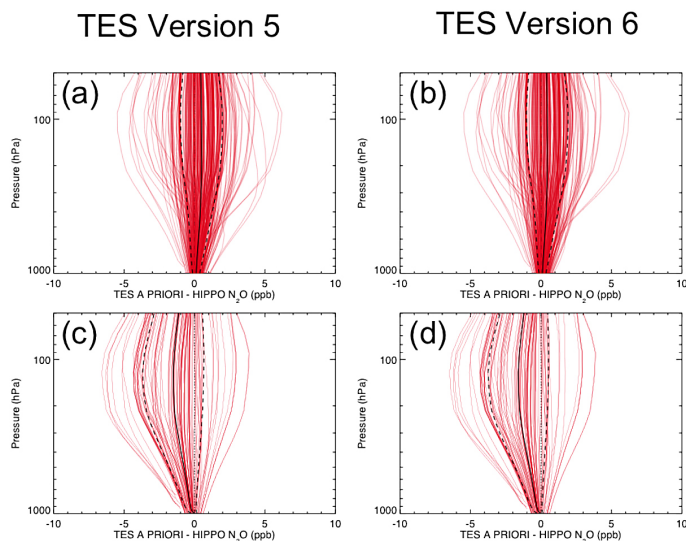 TES Version 5
TES Version 6
(a)
100
1000
Pressure (hPa)
-10 -5 0 5 10
TES A PRIORI - HIPPO N₂O (ppb)
(b)
100
1000
Pressure (hPa)
-10 -5 0 5 10
TES A PRIORI - HIPPO N₂O (ppb)
(c)
100
1000
Pressure (hPa)
-10 -5 0 5 10
TES A PRIORI - HIPPO N₂O (ppb)
(d)
100
1000
Pressure (hPa)
-10 -5 0 5 10
TES A PRIORI - HIPPO N₂O (ppb)